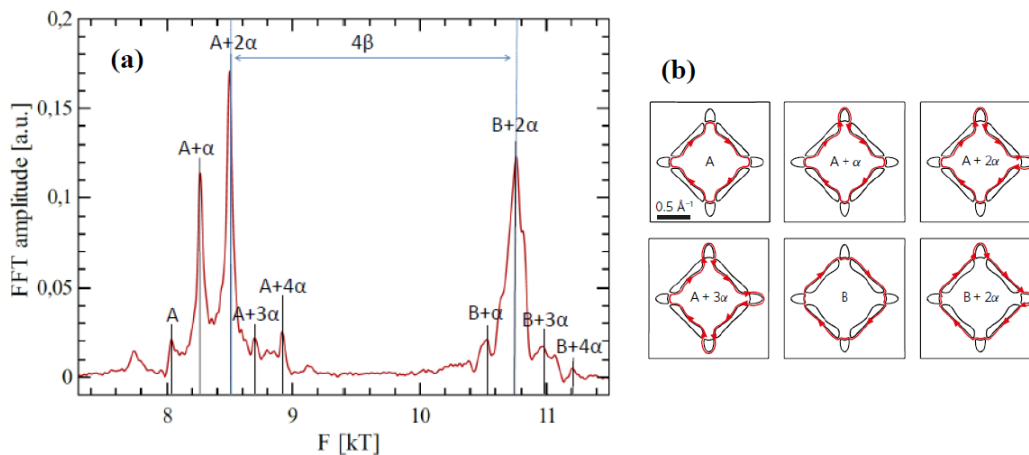 (a)
0,2
0,15
0,1
0,05
0
FFT amplitude [a.u.]
A
A+α
A+2α
A+3α
A+4α
4β
B+α
B+2α
B+3α
B+4α
8
9
10
11
F [kT]
(b)
A
0.5 Å⁻¹
A + α
A + 2α
A + 3α
B
B + 2α